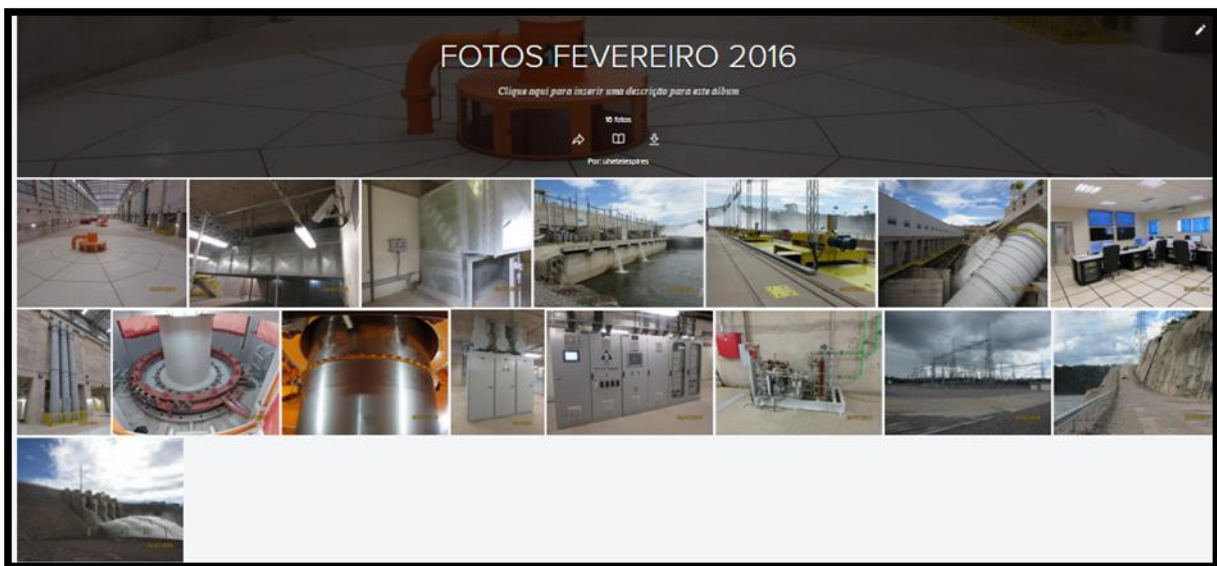 FOTOS FEVEREIRO 2016
Clique aqui para inserir uma descrição para este álbum
16 fotos
Por: uhetelespires